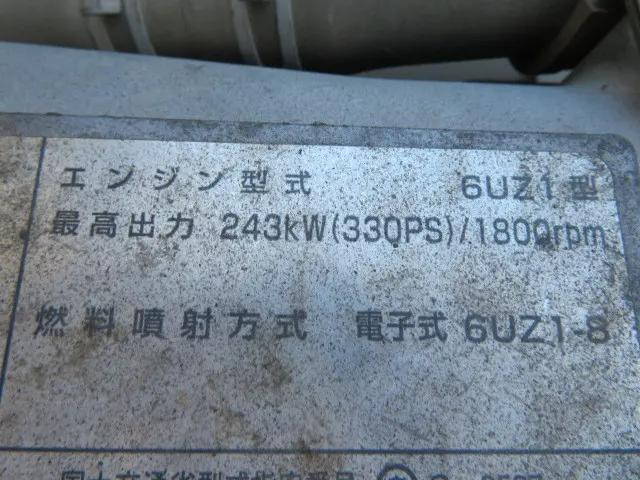 エンジン型式 6UZ1型
最高出力 243kW(330PS)/1800rpm
燃料噴射方式 電子式 6UZ1-S